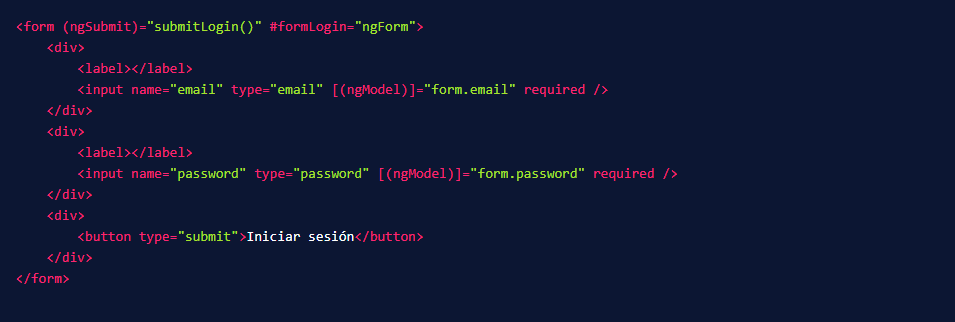 <form (ngSubmit)="submitLogin()" #formLogin="ngForm">
    <div>
        <label></label>
        <input name="email" type="email" [(ngModel)]="form.email" required />
    </div>
    <div>
        <label></label>
        <input name="password" type="password" [(ngModel)]="form.password" required />
    </div>
    <div>
        <button type="submit">Iniciar sesión</button>
    </div>
</form>